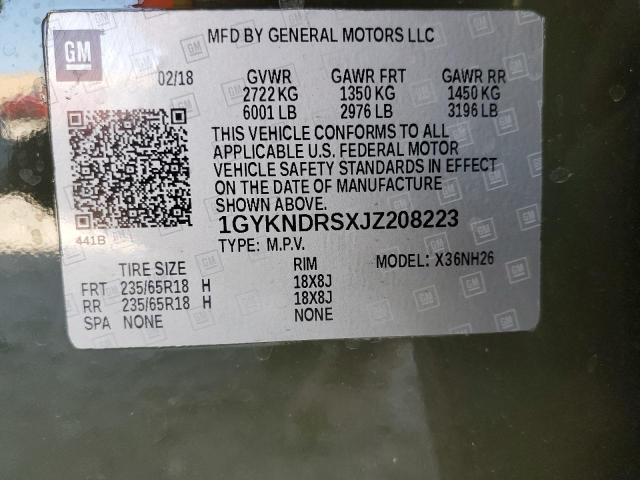 GM
MFD BY GENERAL MOTORS LLC
02/18 GVWR GAWR FRT GAWR RR
2722 KG 1350 KG 1450 KG
6001 LB 2976 LB 3196 LB
THIS VEHICLE CONFORMS TO ALL
APPLICABLE U.S. FEDERAL MOTOR
VEHICLE SAFETY STANDARDS IN EFFECT
ON THE DATE OF MANUFACTURE
SHOWN ABOVE.
441B 1GYKNDRSXJZ208223
TYPE: M.P.V.
TIRE SIZE RIM MODEL: X36NH26
FRT 235/65R18 H 18X8J
RR 235/65R18 H 18X8J
SPA NONE NONE